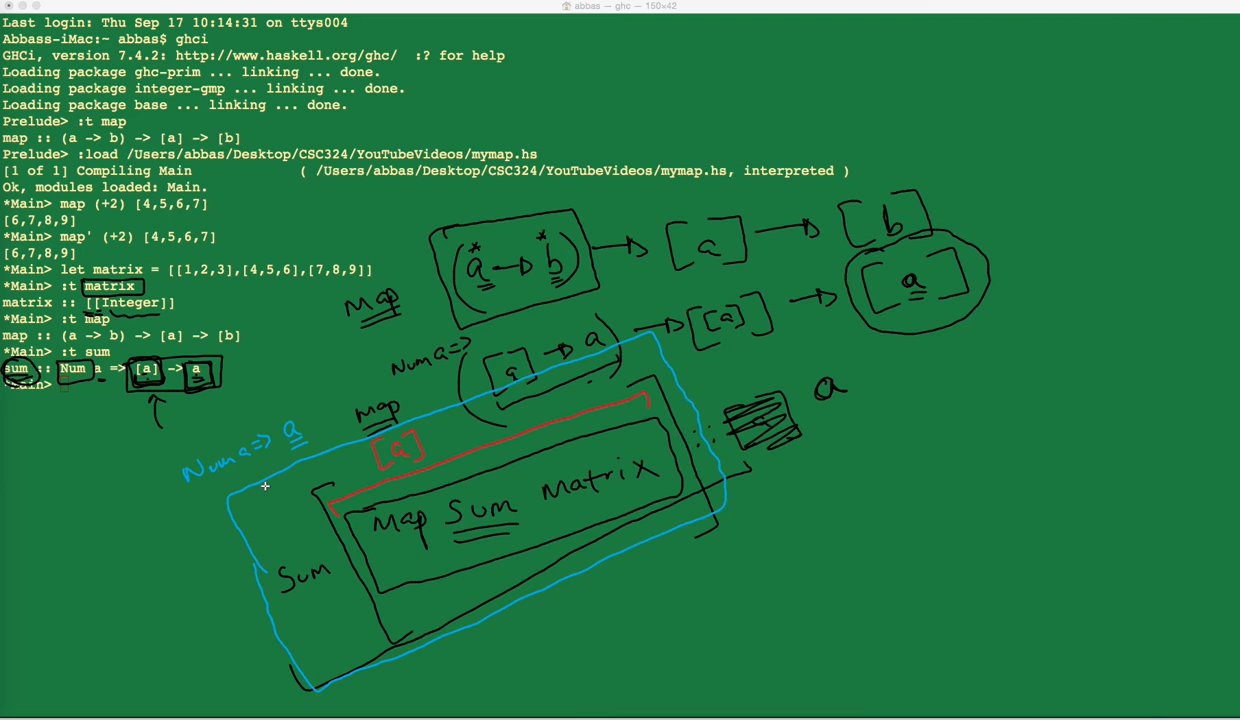 abbas — ghc — 150×42
Last login: Thu Sep 17 10:14:31 on ttys004
Abbass-iMac:~ abbas$ ghci
GHCi, version 7.4.2: http://www.haskell.org/ghc/  :? for help
Loading package ghc-prim ... linking ... done.
Loading package integer-gmp ... linking ... done.
Loading package base ... linking ... done.
Prelude> :t map
map :: (a -> b) -> [a] -> [b]
Prelude> :load /Users/abbas/Desktop/CSC324/YouTubeVideos/mymap.hs
[1 of 1] Compiling Main             ( /Users/abbas/Desktop/CSC324/YouTubeVideos/mymap.hs, interpreted )
Ok, modules loaded: Main.
*Main> map (+2) [4,5,6,7]
[6,7,8,9]
*Main> map' (+2) [4,5,6,7]
[6,7,8,9]
*Main> let matrix = [[1,2,3],[4,5,6],[7,8,9]]
*Main> :t matrix
matrix :: [[Integer]]
*Main> :t map
map :: (a -> b) -> [a] -> [b]
*Main> :t sum
sum :: Num a => [a] -> a
*Main>
Map (a* → b*) → [a] → [b]
[a]
Map Num a => ([a] → a) → [[a]]
a
Num a => a
[a]
Map Sum Matrix
Sum